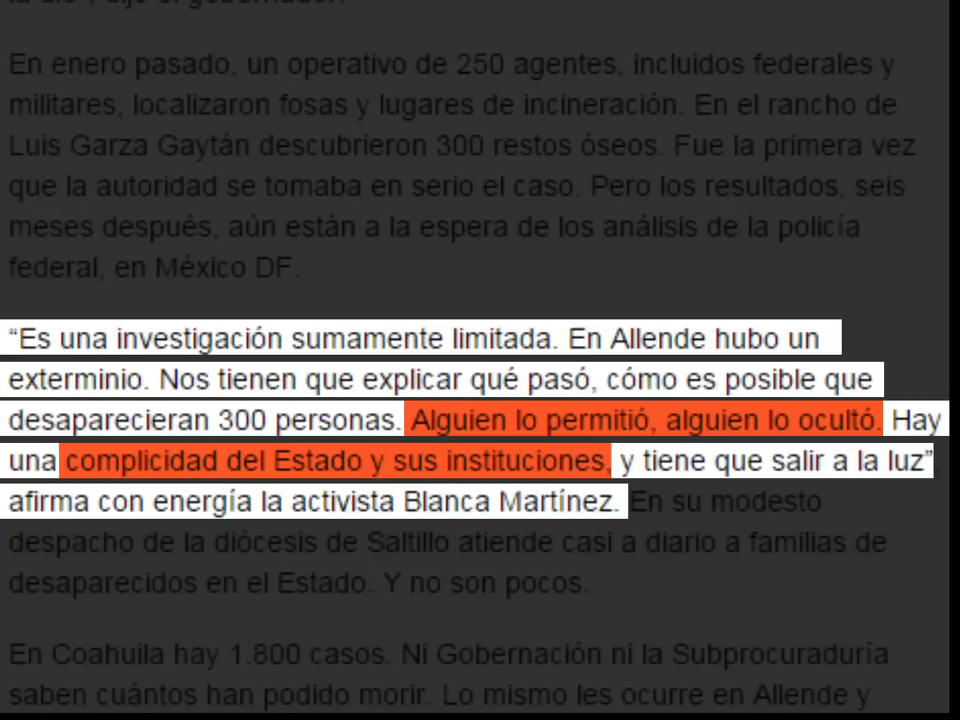 la ola", dijo el gobernador.
En enero pasado, un operativo de 250 agentes, incluidos federales y
militares, localizaron fosas y lugares de incineración. En el rancho de
Luis Garza Gaytán descubrieron 300 restos óseos. Fue la primera vez
que la autoridad se tomaba en serio el caso. Pero los resultados, seis
meses después, aún están a la espera de los análisis de la policía
federal, en México DF.
“Es una investigación sumamente limitada. En Allende hubo un
exterminio. Nos tienen que explicar qué pasó, cómo es posible que
desaparecieran 300 personas. Alguien lo permitió, alguien lo ocultó. Hay
una complicidad del Estado y sus instituciones, y tiene que salir a la luz”,
afirma con energía la activista Blanca Martínez. En su modesto
despacho de la diócesis de Saltillo atiende casi a diario a familias de
desaparecidos en el Estado. Y no son pocos.
En Coahuila hay 1.800 casos. Ni Gobernación ni la Subprocuraduría
saben cuántos han podido morir. Lo mismo les ocurre en Allende y